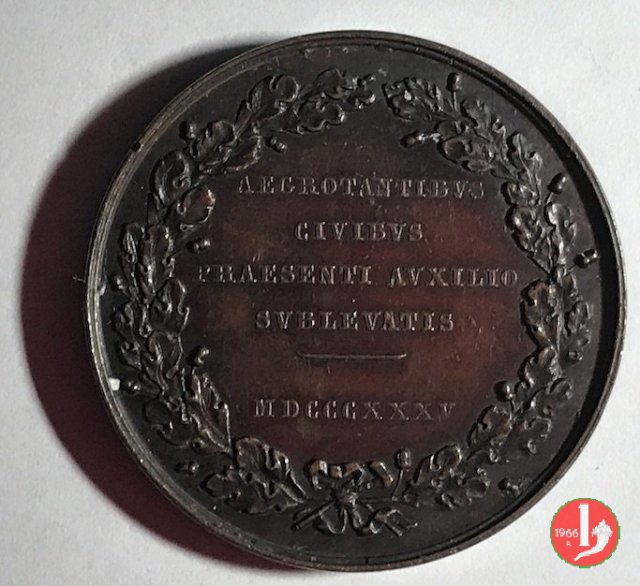 AEGROTANTIBVS
CIVIBVS
PRAESENTI AVXILIO
SVBLEVATIS
MDCCCXXXV
1966
R.